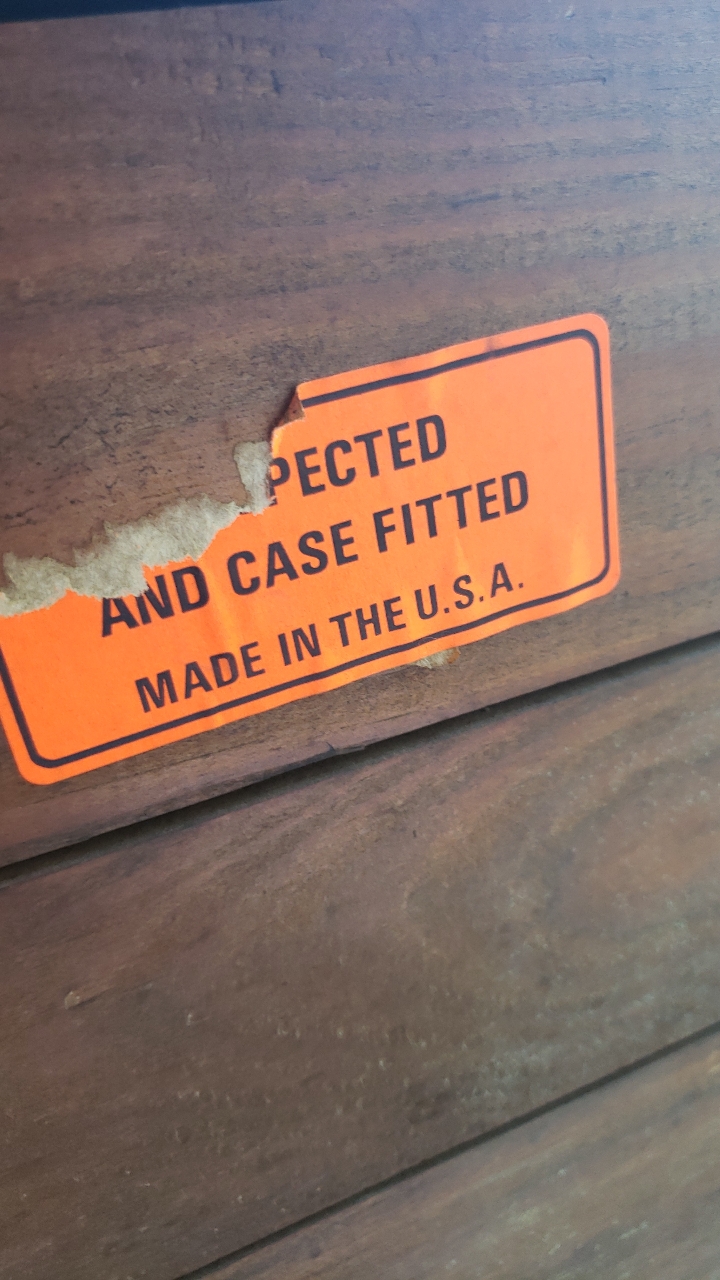 PECTED
AND CASE FITTED
MADE IN THE U.S.A.